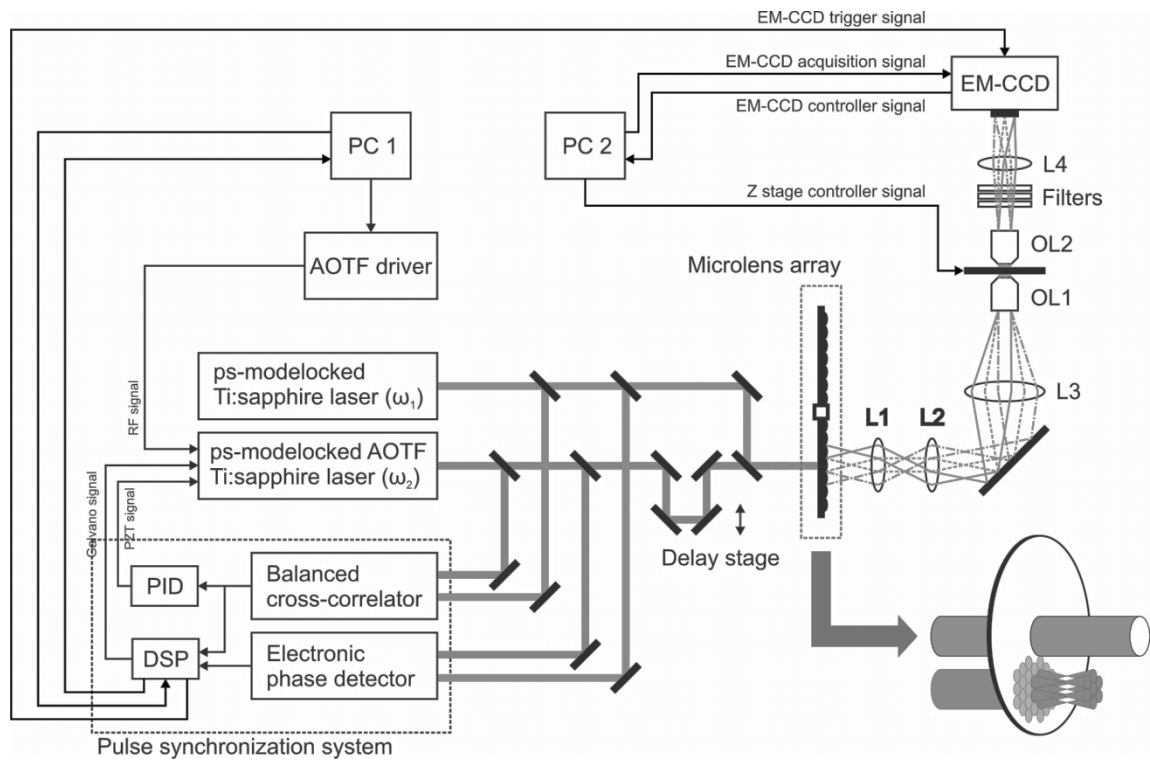 EM-CCD trigger signal
EM-CCD acquisition signal
EM-CCD
EM-CCD controller signal
PC 1
PC 2
L4
Z stage controller signal
Filters
AOTF driver
OL2
Microlens array
OL1
RF signal
ps-modelocked
Ti:sapphire laser (ω₁)
L3
L1
L2
ps-modelocked AOTF
Ti:sapphire laser (ω₂)
Galvano signal
PZT signal
Delay stage
PID
Balanced
cross-correlator
DSP
Electronic
phase detector
Pulse synchronization system